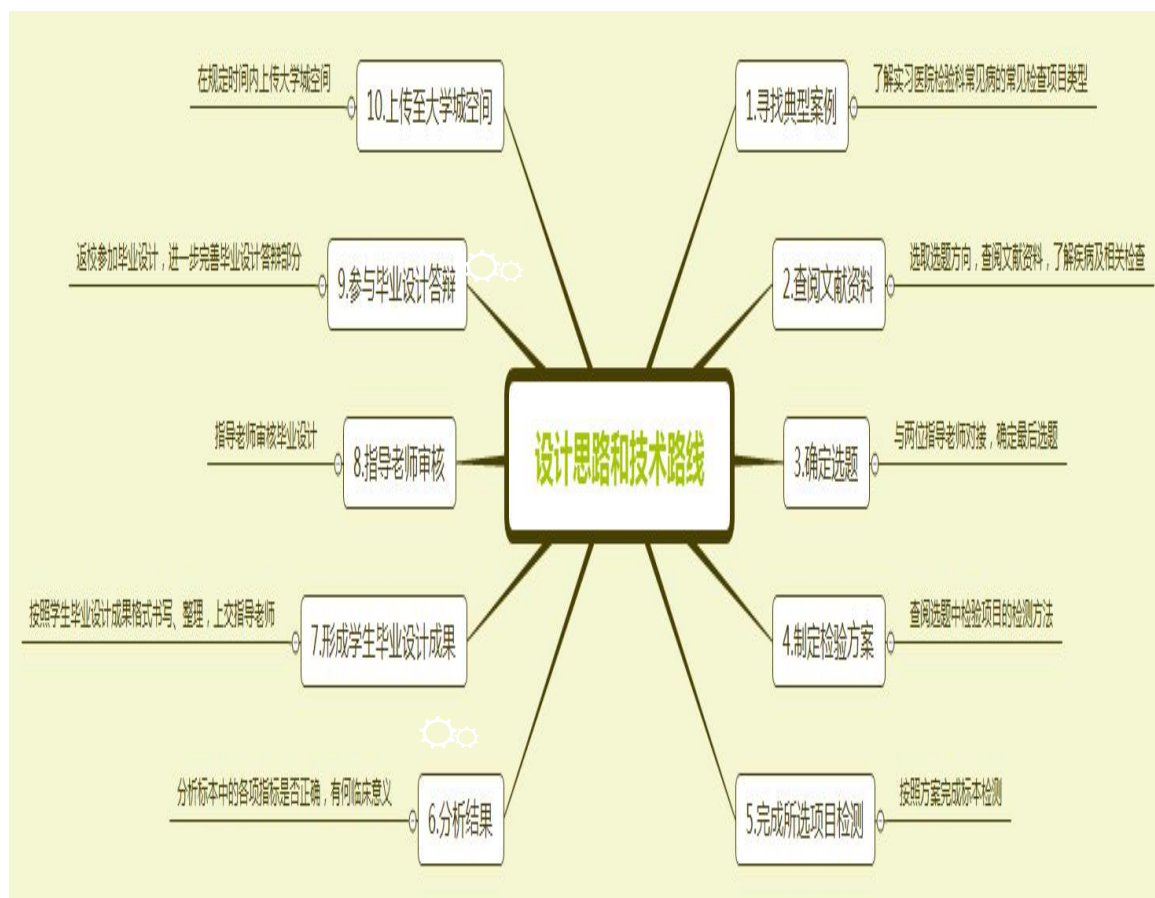 设计思路和技术路线
1.寻找典型案例
了解实习医院检验科常见病的常见检查项目类型
2.查阅文献资料
选取选题方向，查阅文献资料，了解疾病及相关检查
3.确定选题
与两位指导老师对接，确定最后选题
4.制定检验方案
查阅选题中检验项目的检测方法
5.完成所选项目检测
按照方案完成标本检测
6.分析结果
分析标本中的各项指标是否正确，有何临床意义
7.形成学生毕业设计成果
按照学生毕业设计成果格式书写、整理，上交指导老师
8.指导老师审核
指导老师审核毕业设计
9.参与毕业设计答辩
返校参加毕业设计，进一步完善毕业设计答辩部分
10.上传至大学城空间
在规定时间内上传大学城空间